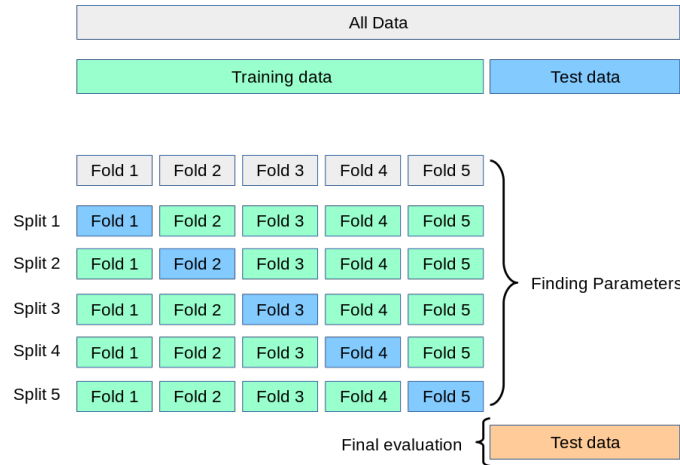 All Data
Training data Test data
Fold 1 Fold 2 Fold 3 Fold 4 Fold 5
Split 1 Fold 1 Fold 2 Fold 3 Fold 4 Fold 5
Split 2 Fold 1 Fold 2 Fold 3 Fold 4 Fold 5
Finding Parameters
Split 3 Fold 1 Fold 2 Fold 3 Fold 4 Fold 5
Split 4 Fold 1 Fold 2 Fold 3 Fold 4 Fold 5
Split 5 Fold 1 Fold 2 Fold 3 Fold 4 Fold 5
Final evaluation Test data